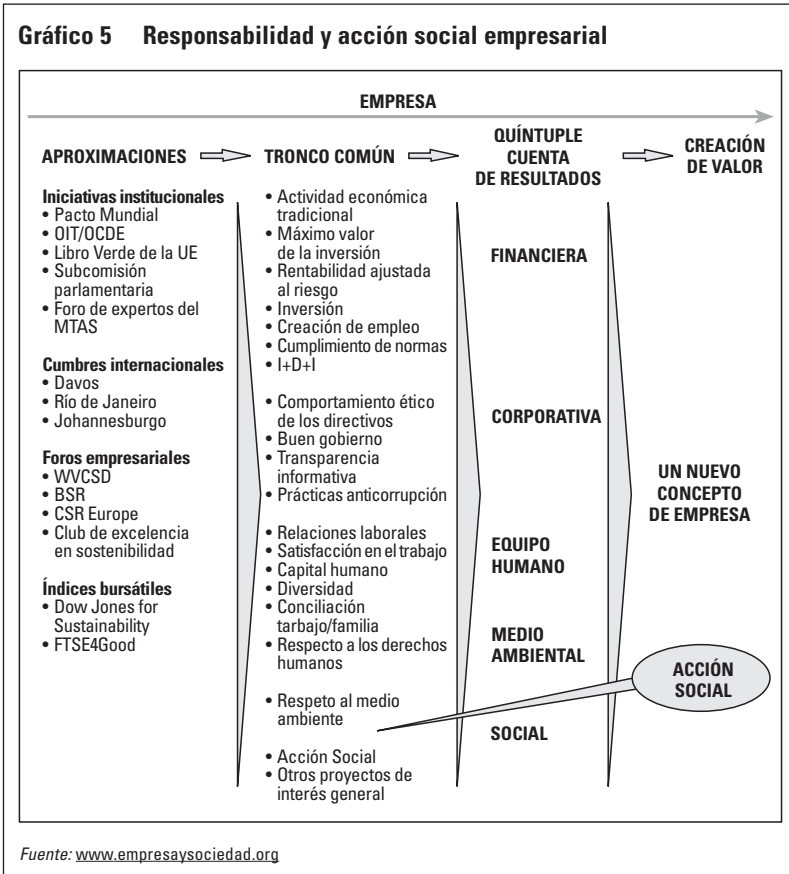 Gráfico 5 Responsabilidad y acción social empresarial
EMPRESA
APROXIMACIONES
Iniciativas institucionales
• Pacto Mundial
• OIT/OCDE
• Libro Verde de la UE
• Subcomisión
parlamentaria
• Foro de expertos del
MTAS
Cumbres internacionales
• Davos
• Río de Janeiro
• Johannesburgo
Foros empresariales
• WVCSD
• BSR
• CSR Europe
• Club de excelencia
en sostenibilidad
Índices bursátiles
• Dow Jones for
Sustainability
• FTSE4Good
TRONCO COMÚN
• Actividad económica
tradicional
• Máximo valor
de la inversión
• Rentabilidad ajustada
al riesgo
• Inversión
• Creación de empleo
• Cumplimiento de normas
• I+D+I
• Comportamiento ético
de los directivos
• Buen gobierno
• Transparencia
informativa
• Prácticas anticorrupción
• Relaciones laborales
• Satisfacción en el trabajo
• Capital humano
• Diversidad
• Conciliación
tarbajo/familia
• Respecto a los derechos
humanos
• Respeto al medio
ambiente
• Acción Social
• Otros proyectos de
interés general
QUÍNTUPLE
CUENTA
DE RESULTADOS
FINANCIERA
CORPORATIVA
EQUIPO
HUMANO
MEDIO
AMBIENTAL
SOCIAL
CREACIÓN
DE VALOR
UN NUEVO
CONCEPTO
DE EMPRESA
ACCIÓN
SOCIAL
Fuente: www.empresaysociedad.org